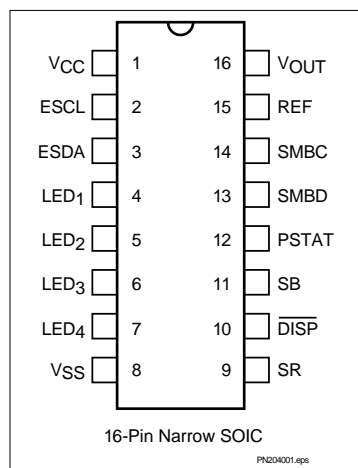 VCC 1 16 VOUT
ESCL 2 15 REF
ESDA 3 14 SMBC
LED1 4 13 SMBD
LED2 5 12 PSTAT
LED3 6 11 SB
LED4 7 10 DISP
VSS 8 9 SR
16-Pin Narrow SOIC
PN204001.eps